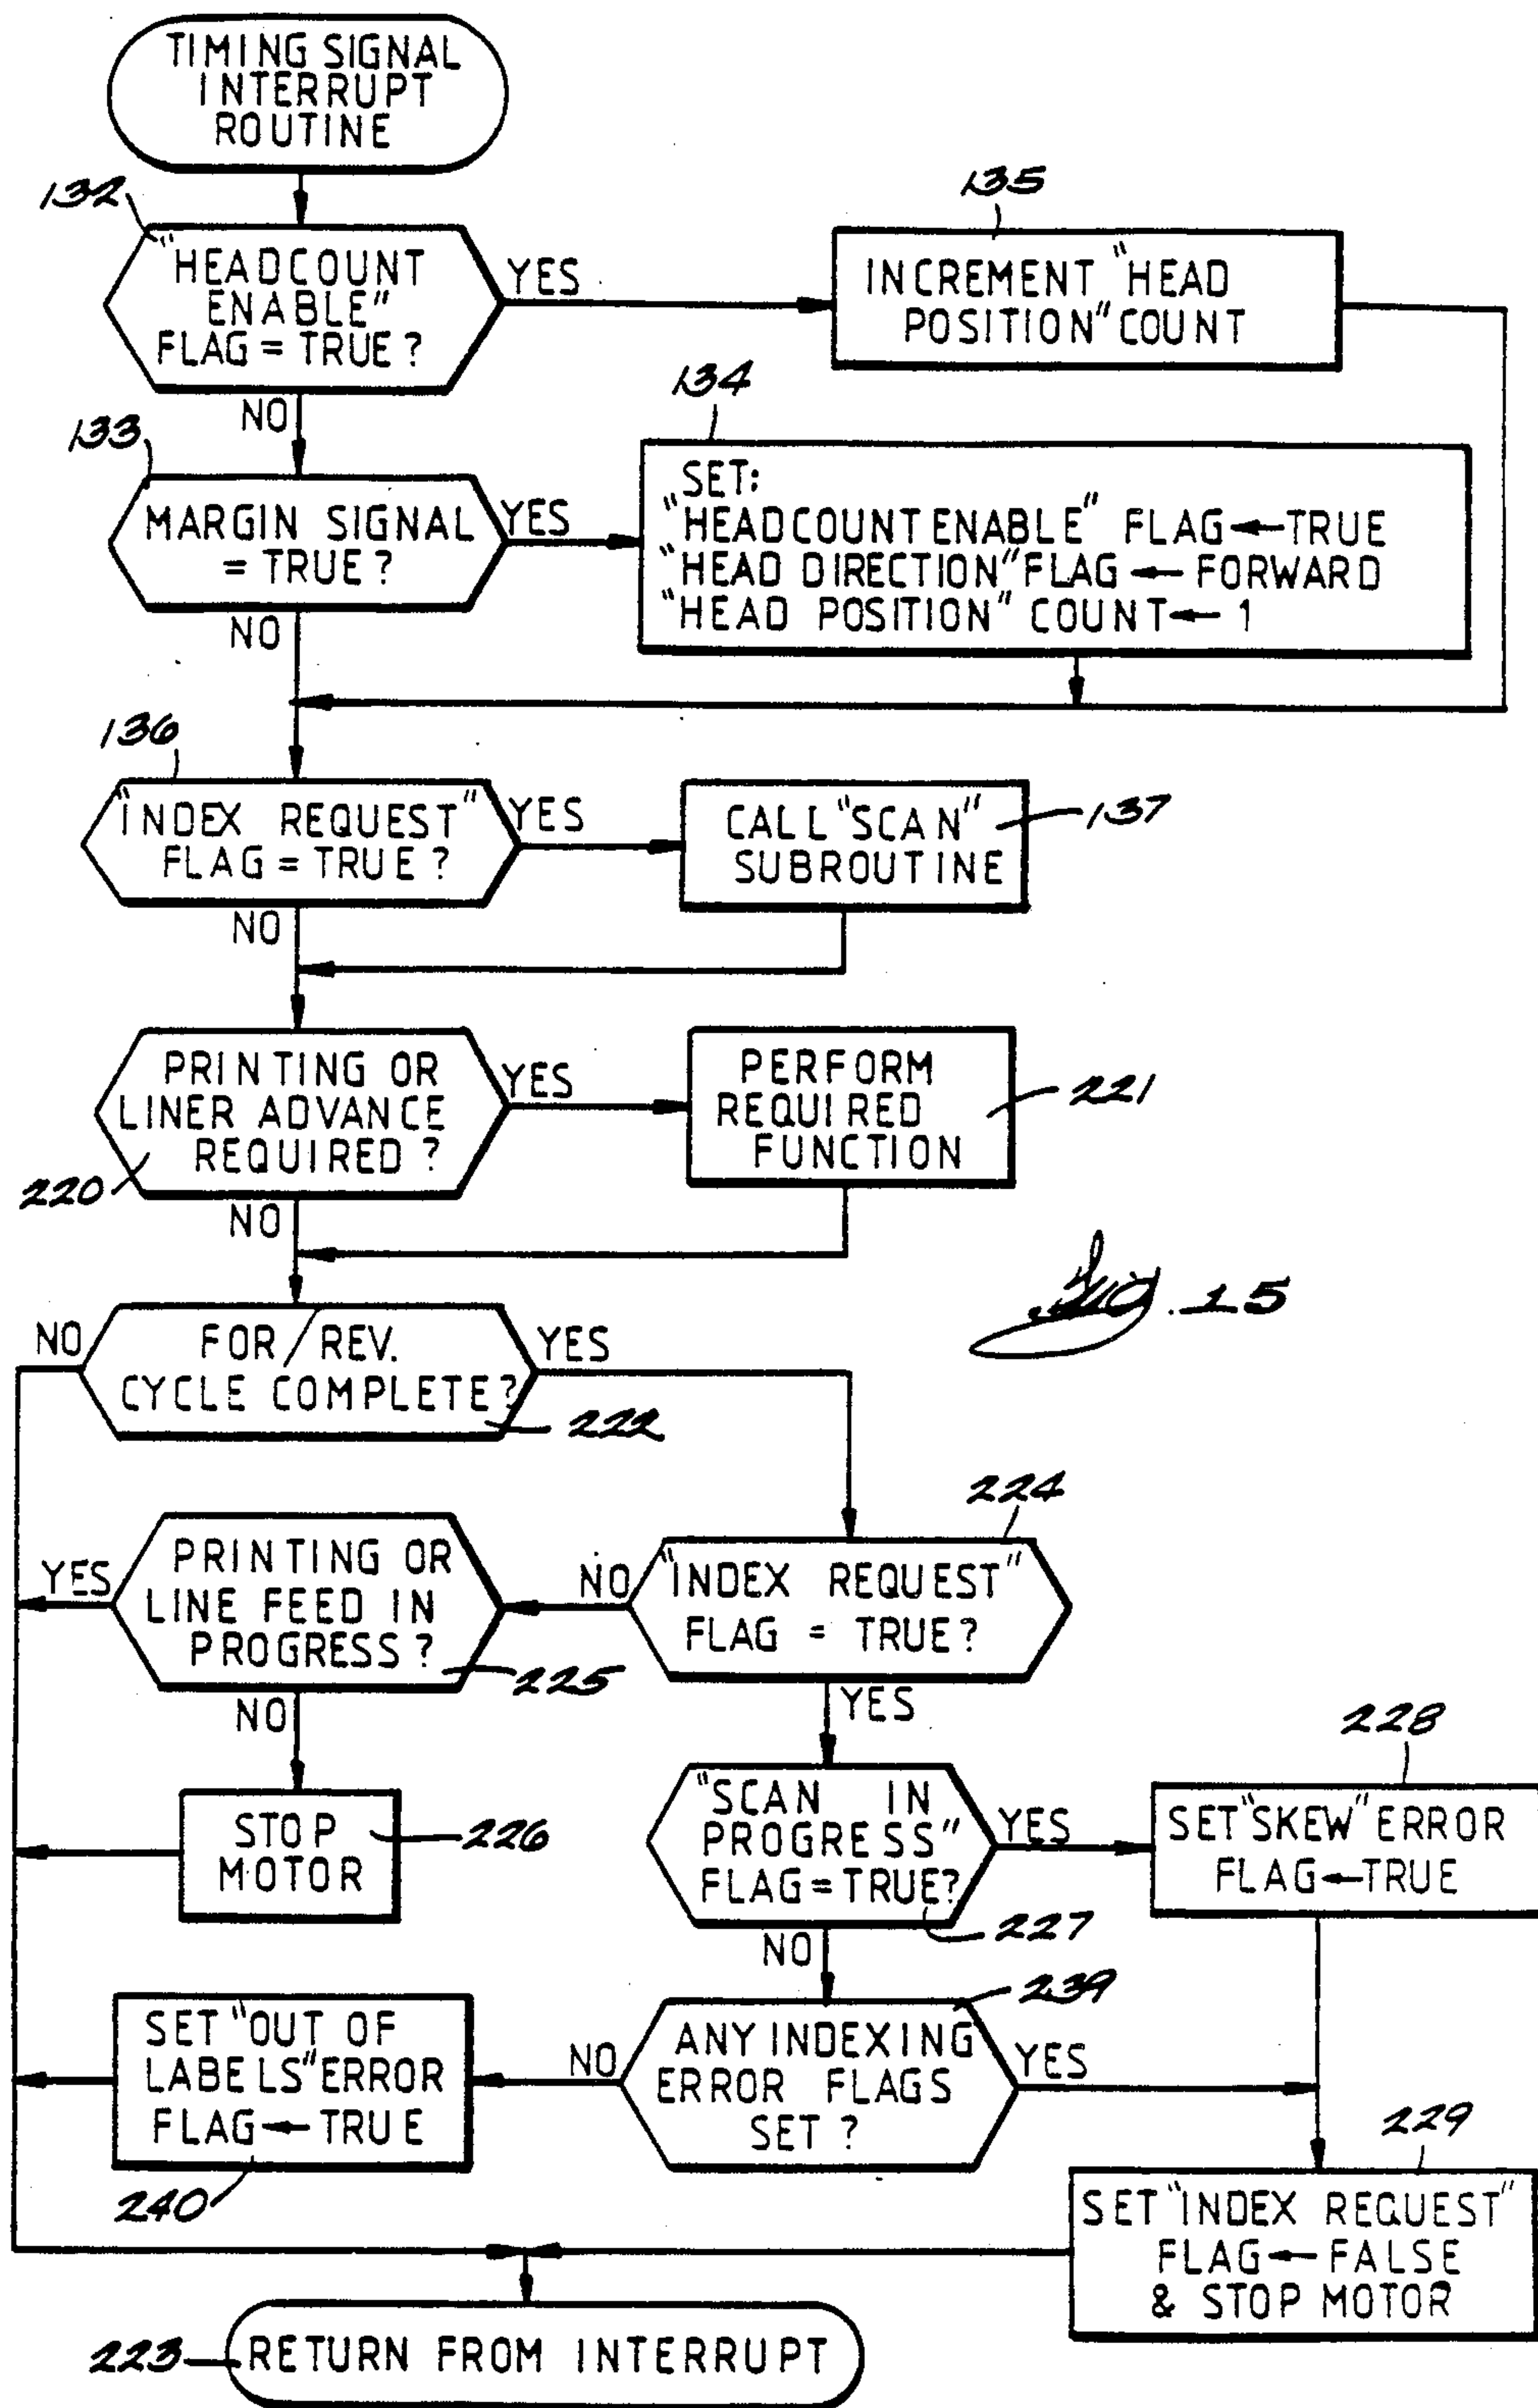 TIMING SIGNAL
INTERRUPT
ROUTINE
132
"HEADCOUNT
ENABLE"
FLAG = TRUE?
YES
NO
135
INCREMENT "HEAD
POSITION" COUNT
133
MARGIN SIGNAL
= TRUE?
YES
NO
134
SET:
"HEADCOUNT ENABLE" FLAG ← TRUE
"HEAD DIRECTION" FLAG ← FORWARD
"HEAD POSITION" COUNT ← 1
136
"INDEX REQUEST"
FLAG = TRUE?
YES
NO
CALL "SCAN"
SUBROUTINE
137
PRINTING OR
LINER ADVANCE
REQUIRED?
220
YES
NO
PERFORM
REQUIRED
FUNCTION
221
Fig. 15
FOR/REV.
CYCLE COMPLETE?
222
NO
YES
224
"INDEX REQUEST"
FLAG = TRUE?
NO
YES
PRINTING OR
LINE FEED IN
PROGRESS?
225
YES
NO
STOP
MOTOR
226
"SCAN IN
PROGRESS"
FLAG = TRUE?
227
YES
NO
228
SET "SKEW" ERROR
FLAG ← TRUE
239
ANY INDEXING
ERROR FLAGS
SET?
NO
YES
SET "OUT OF
LABELS" ERROR
FLAG ← TRUE
240
229
SET "INDEX REQUEST"
FLAG ← FALSE
& STOP MOTOR
223
RETURN FROM INTERRUPT